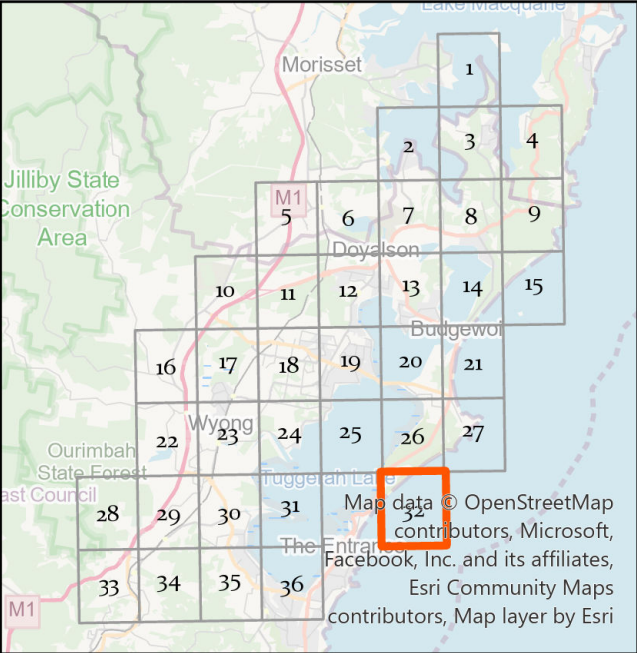 Lake Macquarie
1
Morisset
2
3
4
Jilliby State
Conservation
Area
M1
5
6
7
8
9
Doyalson
10
11
12
13
14
15
Budgewoi
16
17
18
19
20
21
Wyong
22
23
24
25
26
27
Ourimbah
State Forest
ast Council
Tuggerah Lake
28
29
30
31
32
Map data © OpenStreetMap
contributors, Microsoft,
The Entrance
Facebook, Inc. and its affiliates,
Esri Community Maps
contributors, Map layer by Esri
33
34
35
36
M1